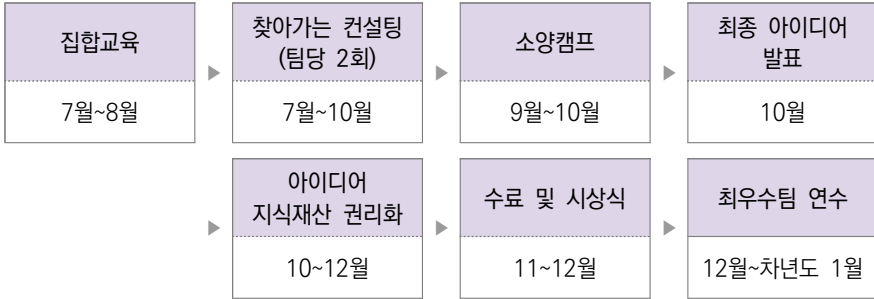 집합교육
7월~8월
▶
찾아가는 컨설팅
(팀당 2회)
7월~10월
▶
소양캠프
9월~10월
▶
최종 아이디어
발표
10월
▶
아이디어
지식재산 권리화
10~12월
▶
수료 및 시상식
11~12월
▶
최우수팀 연수
12월~차년도 1월